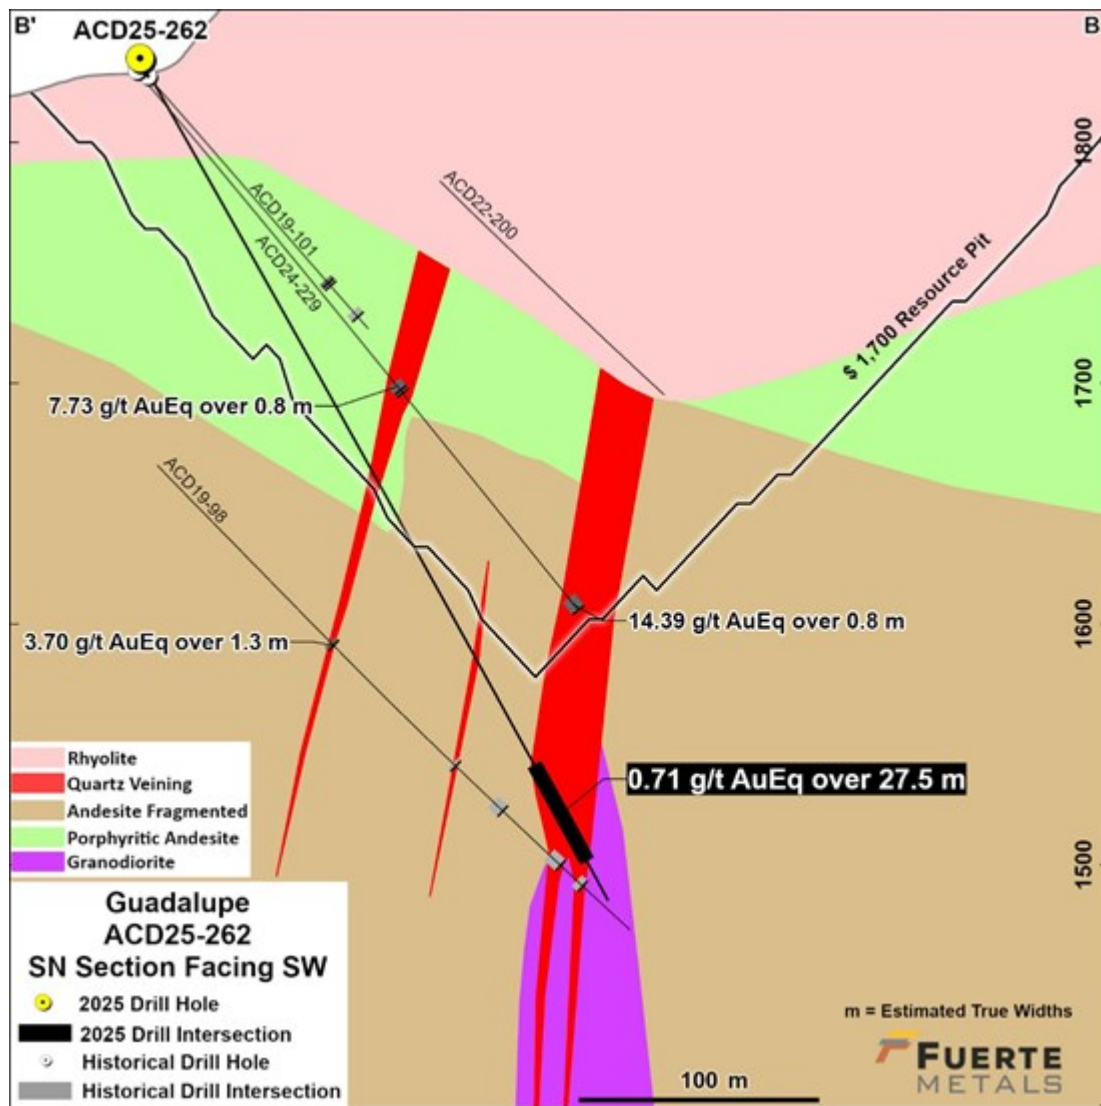 B'
ACD25-262
B
1800
ACD19-101
ACD22-200
ACD24-229
$ 1,700 Resource Pit
1700
7.73 g/t AuEq over 0.8 m
ACD19-98
1600
14.39 g/t AuEq over 0.8 m
3.70 g/t AuEq over 1.3 m
0.71 g/t AuEq over 27.5 m
Rhyolite
Quartz Veining
Andesite Fragmented
Porphyritic Andesite
Granodiorite
1500
Guadalupe
ACD25-262
SN Section Facing SW
2025 Drill Hole
2025 Drill Intersection
Historical Drill Hole
Historical Drill Intersection
m = Estimated True Widths
FUERTE
METALS
100 m